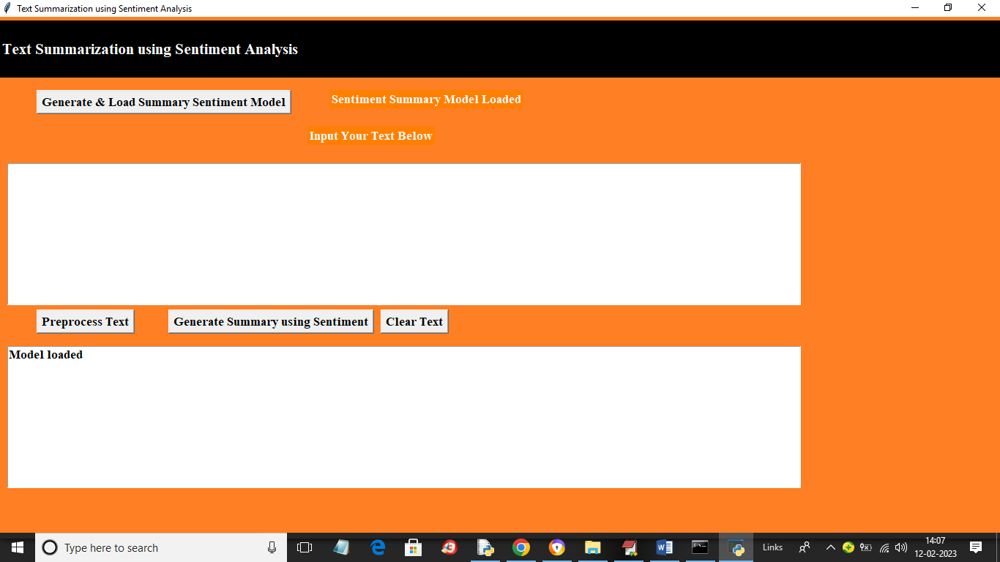 Text Summarization using Sentiment Analysis
Text Summarization using Sentiment Analysis
Generate & Load Summary Sentiment Model
Sentiment Summary Model Loaded
Input Your Text Below
Preprocess Text
Generate Summary using Sentiment
Clear Text
Model loaded
Type here to search
Links
14:07
12-02-2023